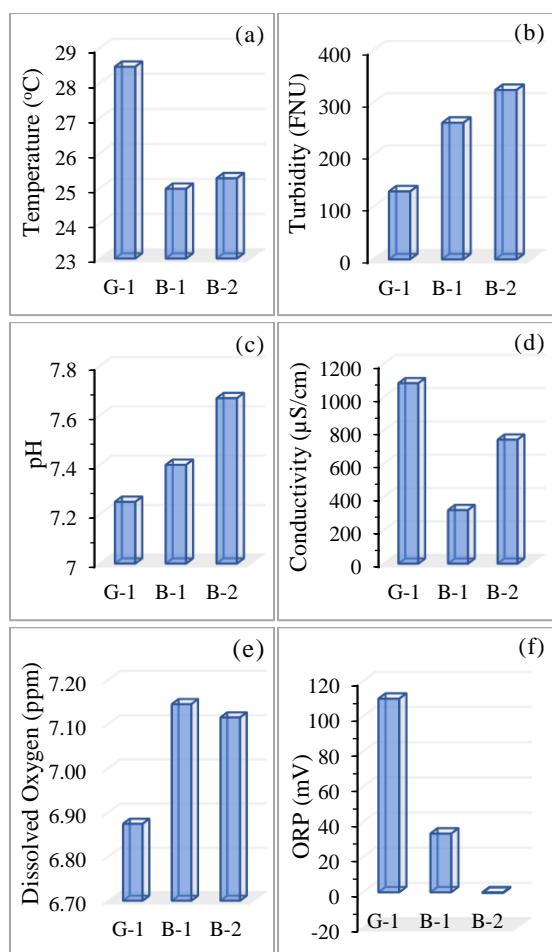 (a)
Temperature (°C)
29
28
27
26
25
24
23
G-1 B-1 B-2
(b)
Turbidity (FNU)
400
300
200
100
0
G-1 B-1 B-2
(c)
pH
7.8
7.6
7.4
7.2
7
G-1 B-1 B-2
(d)
Conductivity (µS/cm)
1200
1000
800
600
400
200
0
G-1 B-1 B-2
(e)
Dissolved Oxygen (ppm)
7.20
7.10
7.00
6.90
6.80
6.70
G-1 B-1 B-2
(f)
ORP (mV)
120
100
80
60
40
20
0
-20
G-1 B-1 B-2